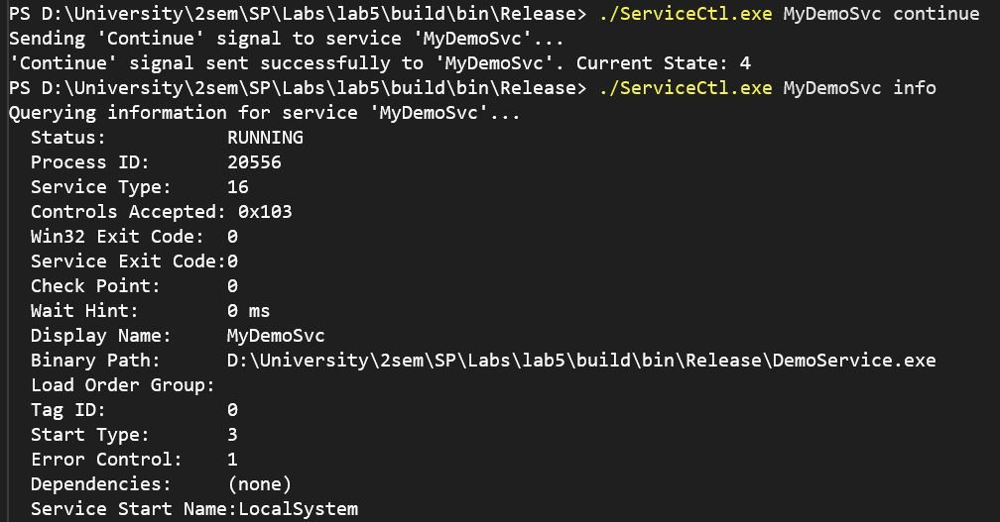 PS D:\University\2sem\SP\Labs\lab5\build\bin\Release> ./ServiceCtl.exe MyDemoSvc continue
Sending 'Continue' signal to service 'MyDemoSvc'...
'Continue' signal sent successfully to 'MyDemoSvc'. Current State: 4
PS D:\University\2sem\SP\Labs\lab5\build\bin\Release> ./ServiceCtl.exe MyDemoSvc info
Querying information for service 'MyDemoSvc'...
  Status:           RUNNING
  Process ID:       20556
  Service Type:     16
  Controls Accepted: 0x103
  Win32 Exit Code:  0
  Service Exit Code:0
  Check Point:      0
  Wait Hint:        0 ms
  Display Name:     MyDemoSvc
  Binary Path:      D:\University\2sem\SP\Labs\lab5\build\bin\Release\DemoService.exe
  Load Order Group:
  Tag ID:           0
  Start Type:       3
  Error Control:    1
  Dependencies:     (none)
  Service Start Name:LocalSystem